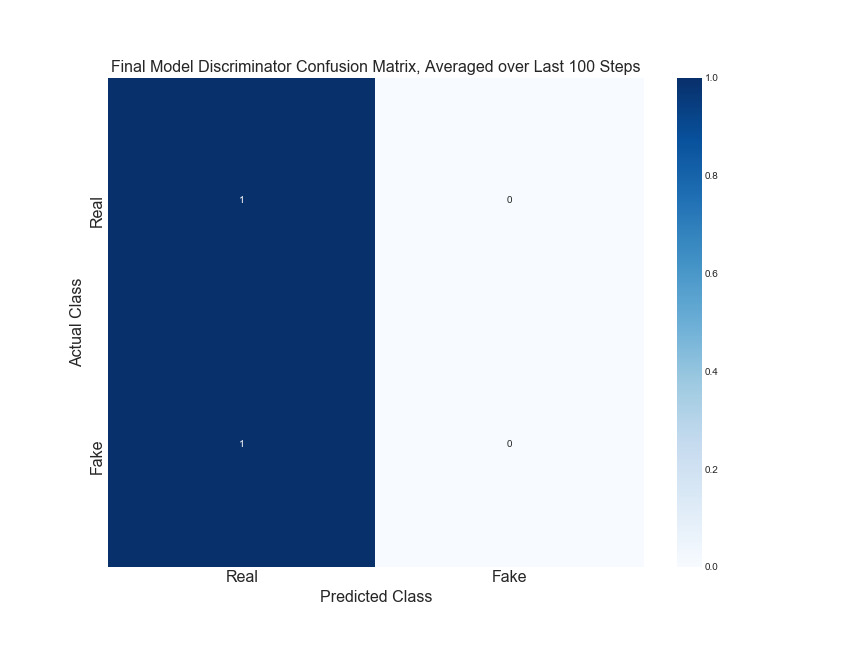 Final Model Discriminator Confusion Matrix, Averaged over Last 100 Steps
1.0
0.8
0.6
0.4
0.2
0.0
Actual Class
Real
Fake
1
0
1
0
Real
Fake
Predicted Class